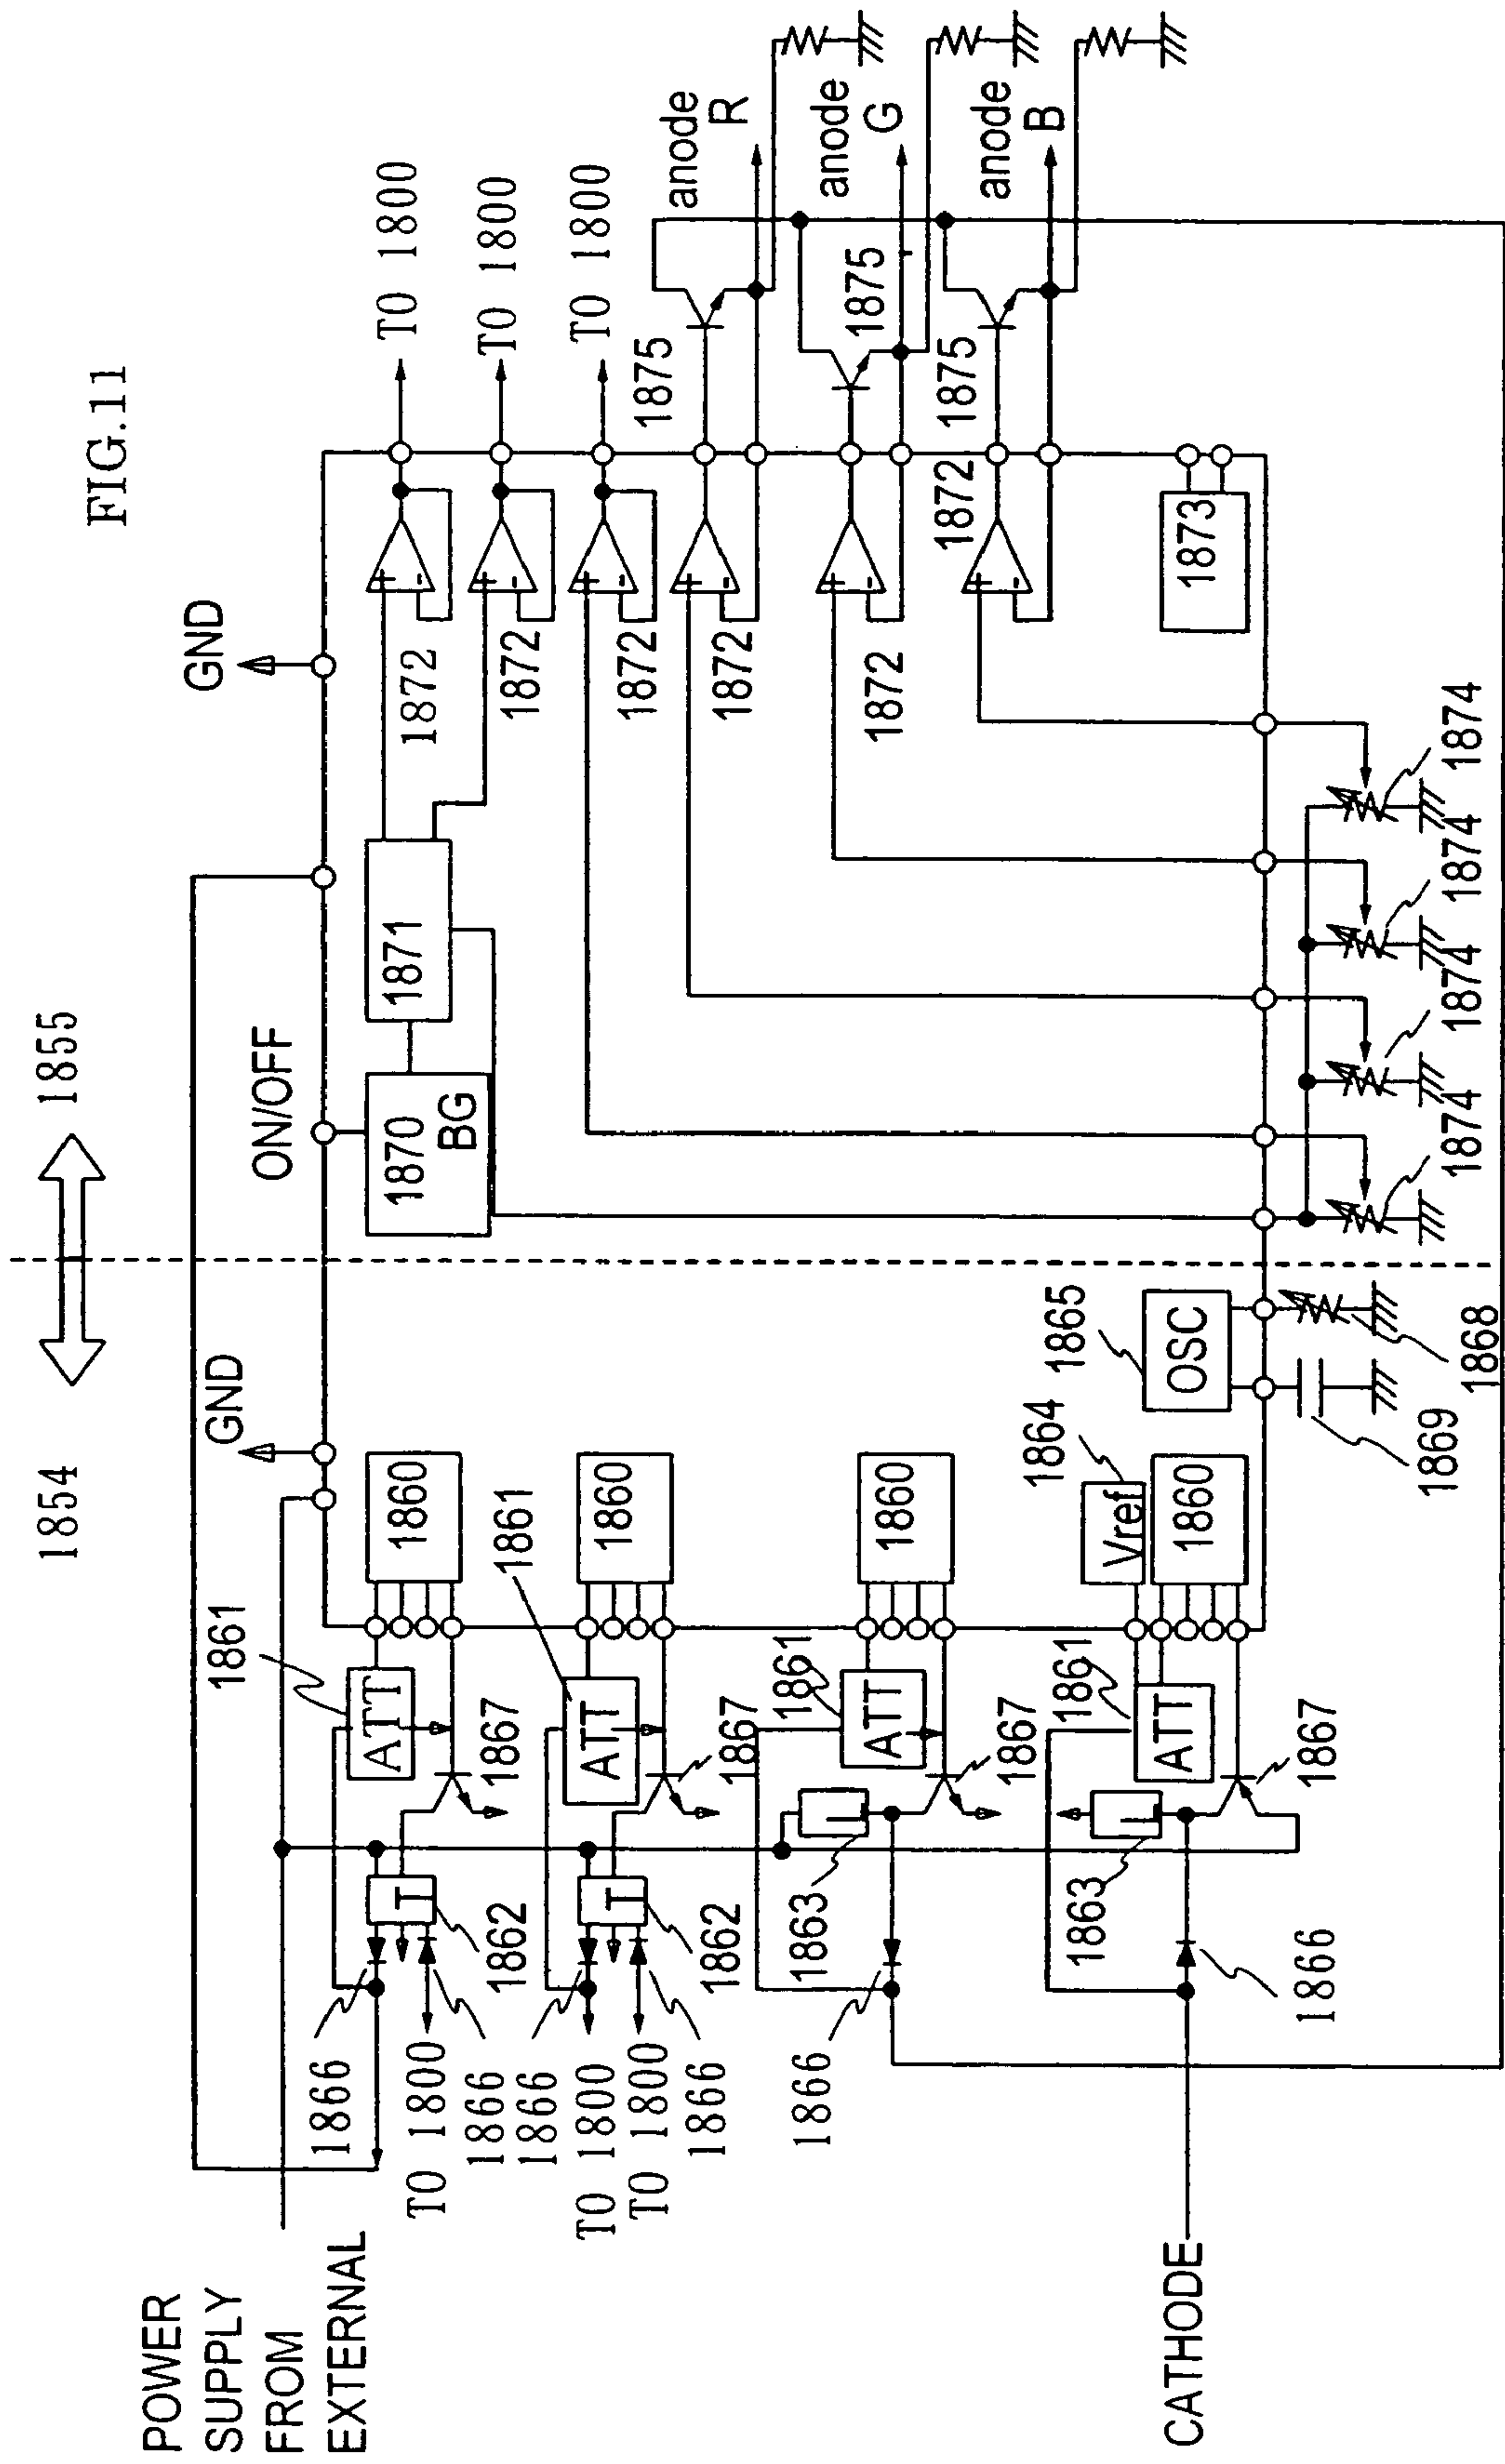 FIG.11
1854
1855
GND
ON/OFF
GND
POWER
SUPPLY
FROM
EXTERNAL
1866
TO 1800
1866
1866
TO 1800
TO 1800
1866
1866
CATHODE
1866
1862
T
1862
T
1863
1863
1861
ATT
1867
1861
ATT
1867
1861
ATT
1867
1861
ATT
1867
1860
1860
1860
1864
Vref
1860
1865
OSC
1869
1868
1870
BG
1871
1872
1872
1872
1872
1872
1872
1873
1874
1874
1874
1874
TO 1800
TO 1800
TO 1800
1875
1875
1875
anode
R
anode
G
anode
B